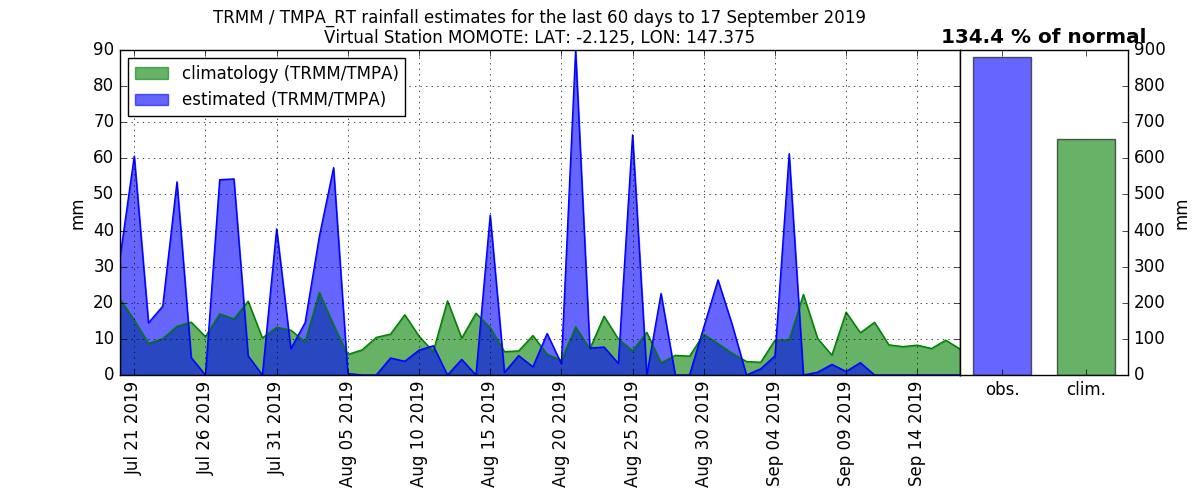 TRMM / TMPA_RT rainfall estimates for the last 60 days to 17 September 2019
Virtual Station MOMOTE: LAT: -2.125, LON: 147.375
134.4 % of normal
climatology (TRMM/TMPA)
estimated (TRMM/TMPA)
mm
90
80
70
60
50
40
30
20
10
0
Jul 21 2019
Jul 26 2019
Jul 31 2019
Aug 05 2019
Aug 10 2019
Aug 15 2019
Aug 20 2019
Aug 25 2019
Aug 30 2019
Sep 04 2019
Sep 09 2019
Sep 14 2019
obs.
clim.
900
800
700
600
500
400
300
200
100
0
mm